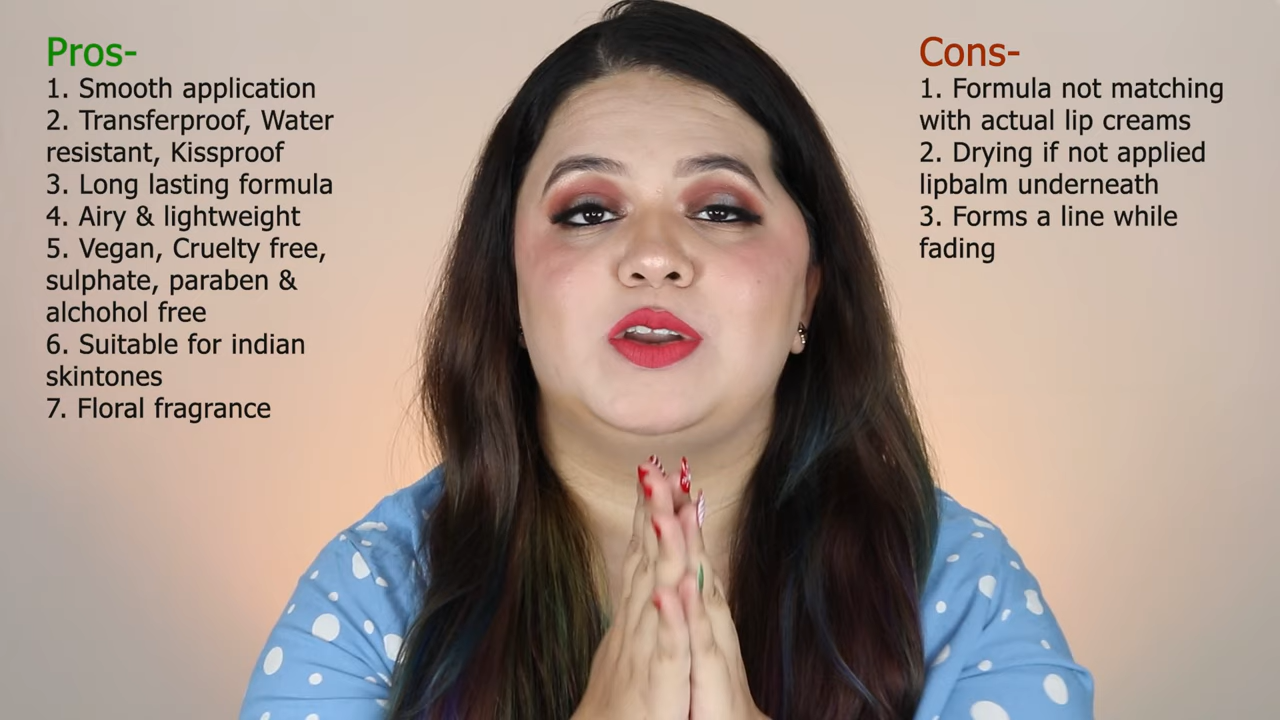 Pros-
1. Smooth application
2. Transferproof, Water
resistant, Kissproof
3. Long lasting formula
4. Airy & lightweight
5. Vegan, Cruelty free,
sulphate, paraben &
alchohol free
6. Suitable for indian
skintones
7. Floral fragrance
Cons-
1. Formula not matching
with actual lip creams
2. Drying if not applied
lipbalm underneath
3. Forms a line while
fading